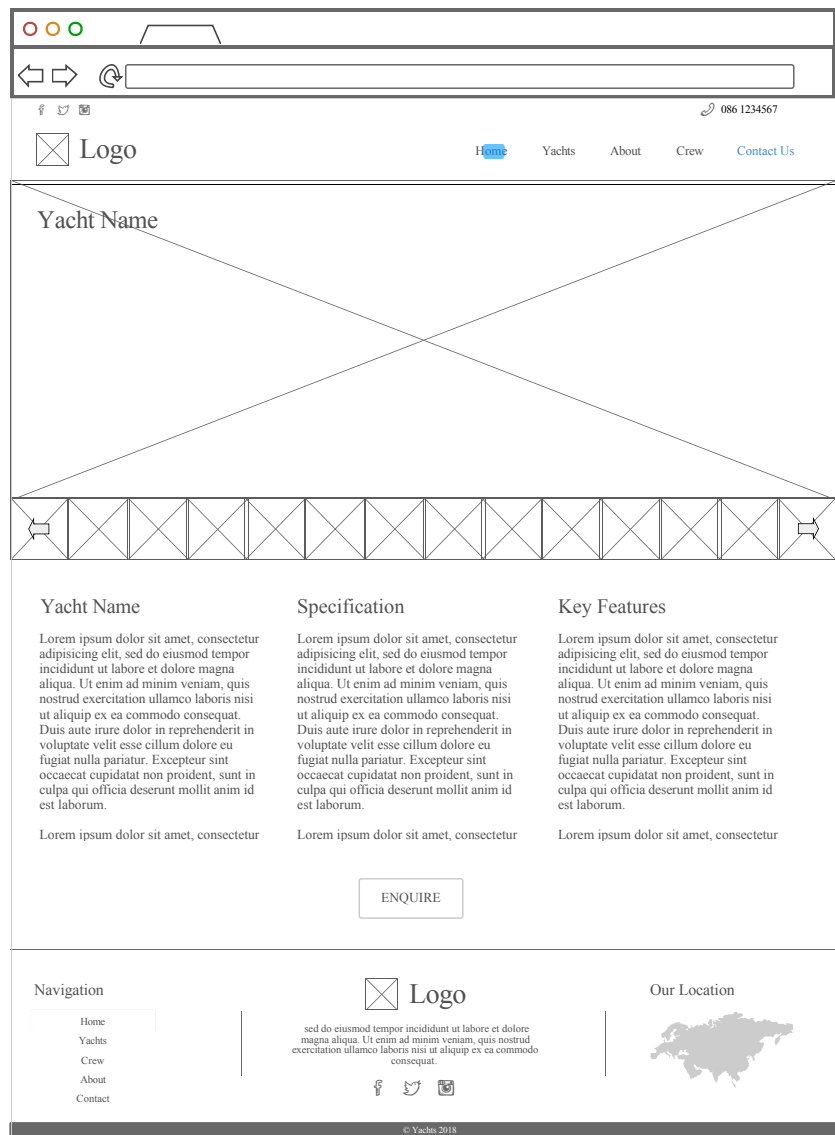 086 1234567
Logo
Home Yachts About Crew Contact Us
Yacht Name
Yacht Name
Lorem ipsum dolor sit amet, consectetur
adipisicing elit, sed do eiusmod tempor
incididunt ut labore et dolore magna
aliqua. Ut enim ad minim veniam, quis
nostrud exercitation ullamco laboris nisi
ut aliquip ex ea commodo consequat.
Duis aute irure dolor in reprehenderit in
voluptate velit esse cillum dolore eu
fugiat nulla pariatur. Excepteur sint
occaecat cupidatat non proident, sunt in
culpa qui officia deserunt mollit anim id
est laborum.
Lorem ipsum dolor sit amet, consectetur
Specification
Lorem ipsum dolor sit amet, consectetur
adipisicing elit, sed do eiusmod tempor
incididunt ut labore et dolore magna
aliqua. Ut enim ad minim veniam, quis
nostrud exercitation ullamco laboris nisi
ut aliquip ex ea commodo consequat.
Duis aute irure dolor in reprehenderit in
voluptate velit esse cillum dolore eu
fugiat nulla pariatur. Excepteur sint
occaecat cupidatat non proident, sunt in
culpa qui officia deserunt mollit anim id
est laborum.
Lorem ipsum dolor sit amet, consectetur
Key Features
Lorem ipsum dolor sit amet, consectetur
adipisicing elit, sed do eiusmod tempor
incididunt ut labore et dolore magna
aliqua. Ut enim ad minim veniam, quis
nostrud exercitation ullamco laboris nisi
ut aliquip ex ea commodo consequat.
Duis aute irure dolor in reprehenderit in
voluptate velit esse cillum dolore eu
fugiat nulla pariatur. Excepteur sint
occaecat cupidatat non proident, sunt in
culpa qui officia deserunt mollit anim id
est laborum.
Lorem ipsum dolor sit amet, consectetur
ENQUIRE
Navigation
Home
Yachts
Crew
About
Contact
Logo
sed do eiusmod tempor incididunt ut labore et dolore
magna aliqua. Ut enim ad minim veniam, quis nostrud
exercitation ullamco laboris nisi ut aliquip ex ea commodo
consequat.
Our Location
© Yachts 2018